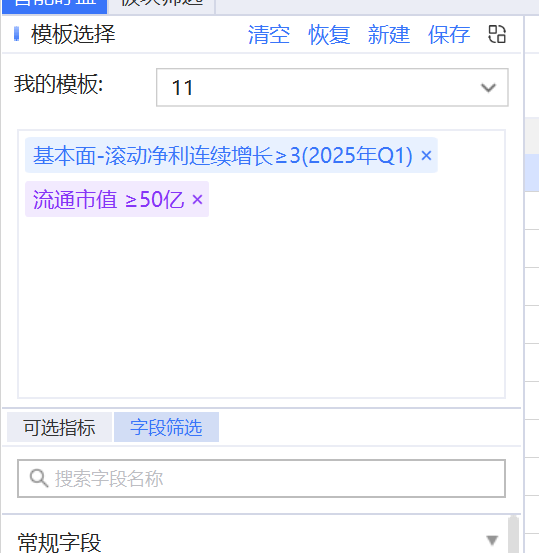 模板选择 清空 恢复 新建 保存
我的模板: 11
基本面-滚动净利连续增长≥3(2025年Q1) ×
流通市值 ≥50亿 ×
可选指标 字段筛选
搜索字段名称
常规字段